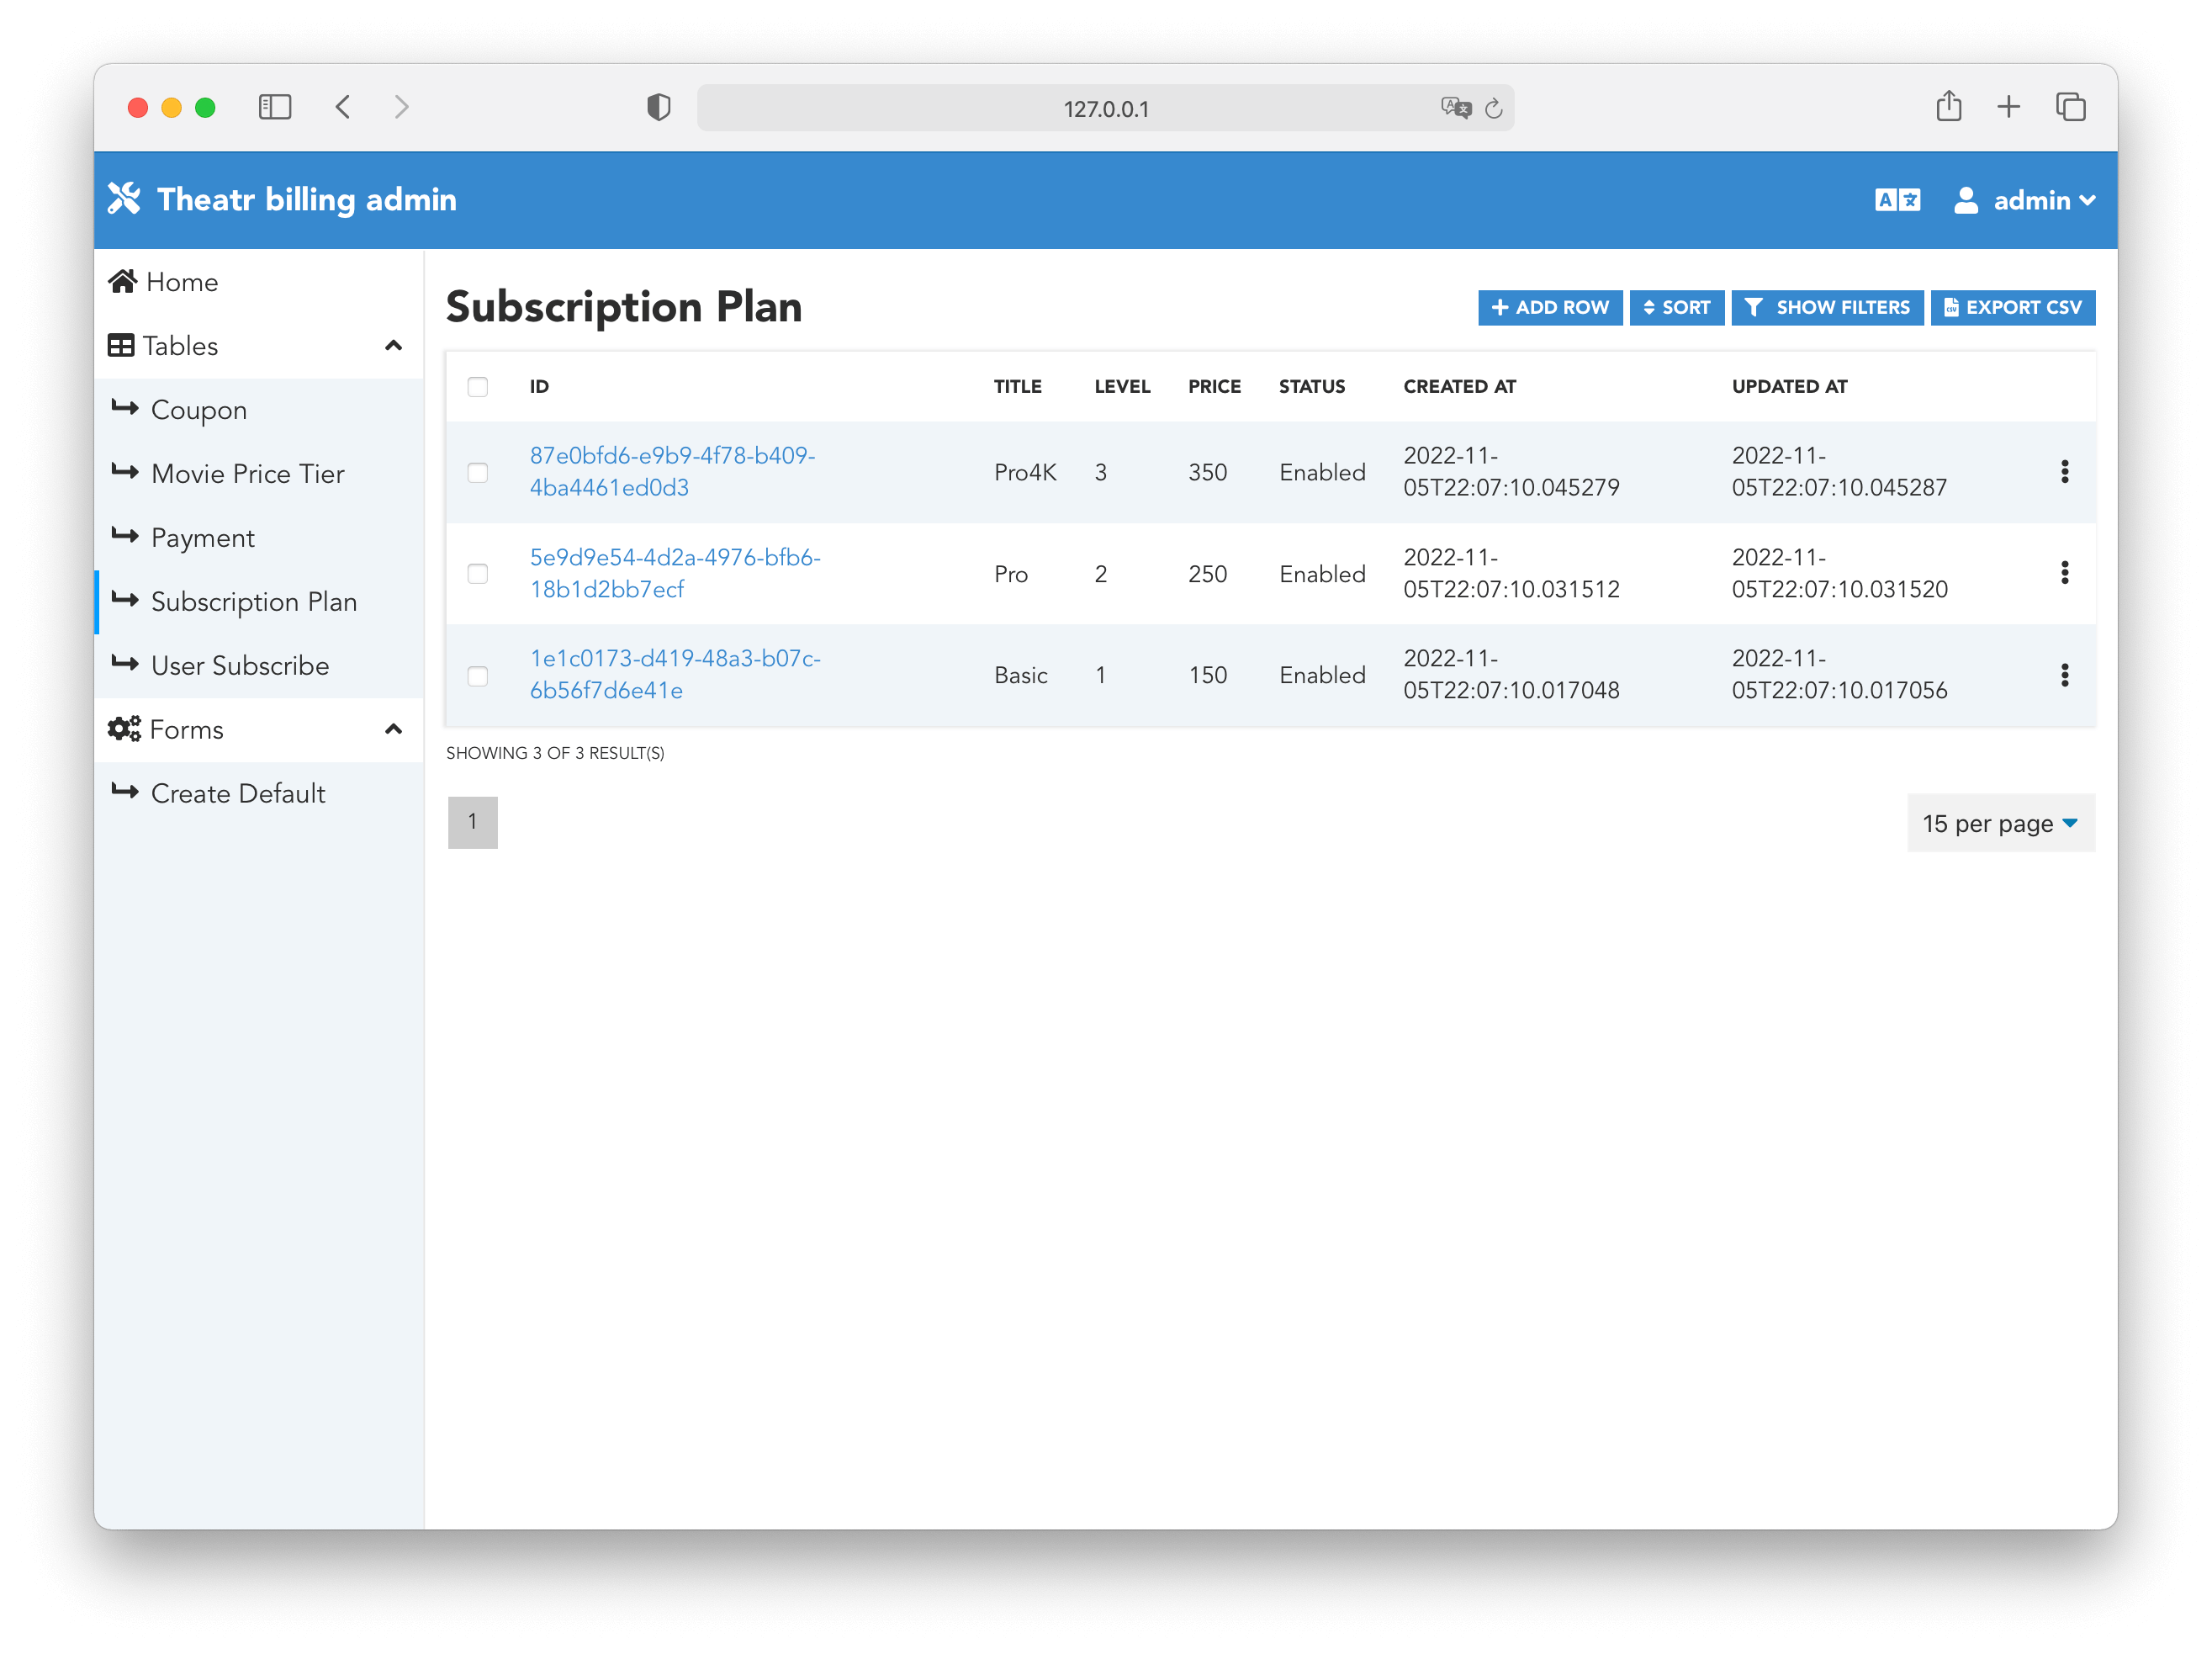 127.0.0.1
Theatr billing admin
admin
Home
Tables
Coupon
Movie Price Tier
Payment
Subscription Plan
User Subscribe
Forms
Create Default
Subscription Plan
ADD ROW SORT SHOW FILTERS EXPORT CSV
ID TITLE LEVEL PRICE STATUS CREATED AT UPDATED AT
87e0bfd6-e9b9-4f78-b409-
4ba4461ed0d3
Pro4K 3 350 Enabled
2022-11-
05T22:07:10.045279
2022-11-
05T22:07:10.045287
5e9d9e54-4d2a-4976-bfb6-
18b1d2bb7ecf
Pro 2 250 Enabled
2022-11-
05T22:07:10.031512
2022-11-
05T22:07:10.031520
1e1c0173-d419-48a3-b07c-
6b56f7d6e41e
Basic 1 150 Enabled
2022-11-
05T22:07:10.017048
2022-11-
05T22:07:10.017056
SHOWING 3 OF 3 RESULT(S)
1
15 per page